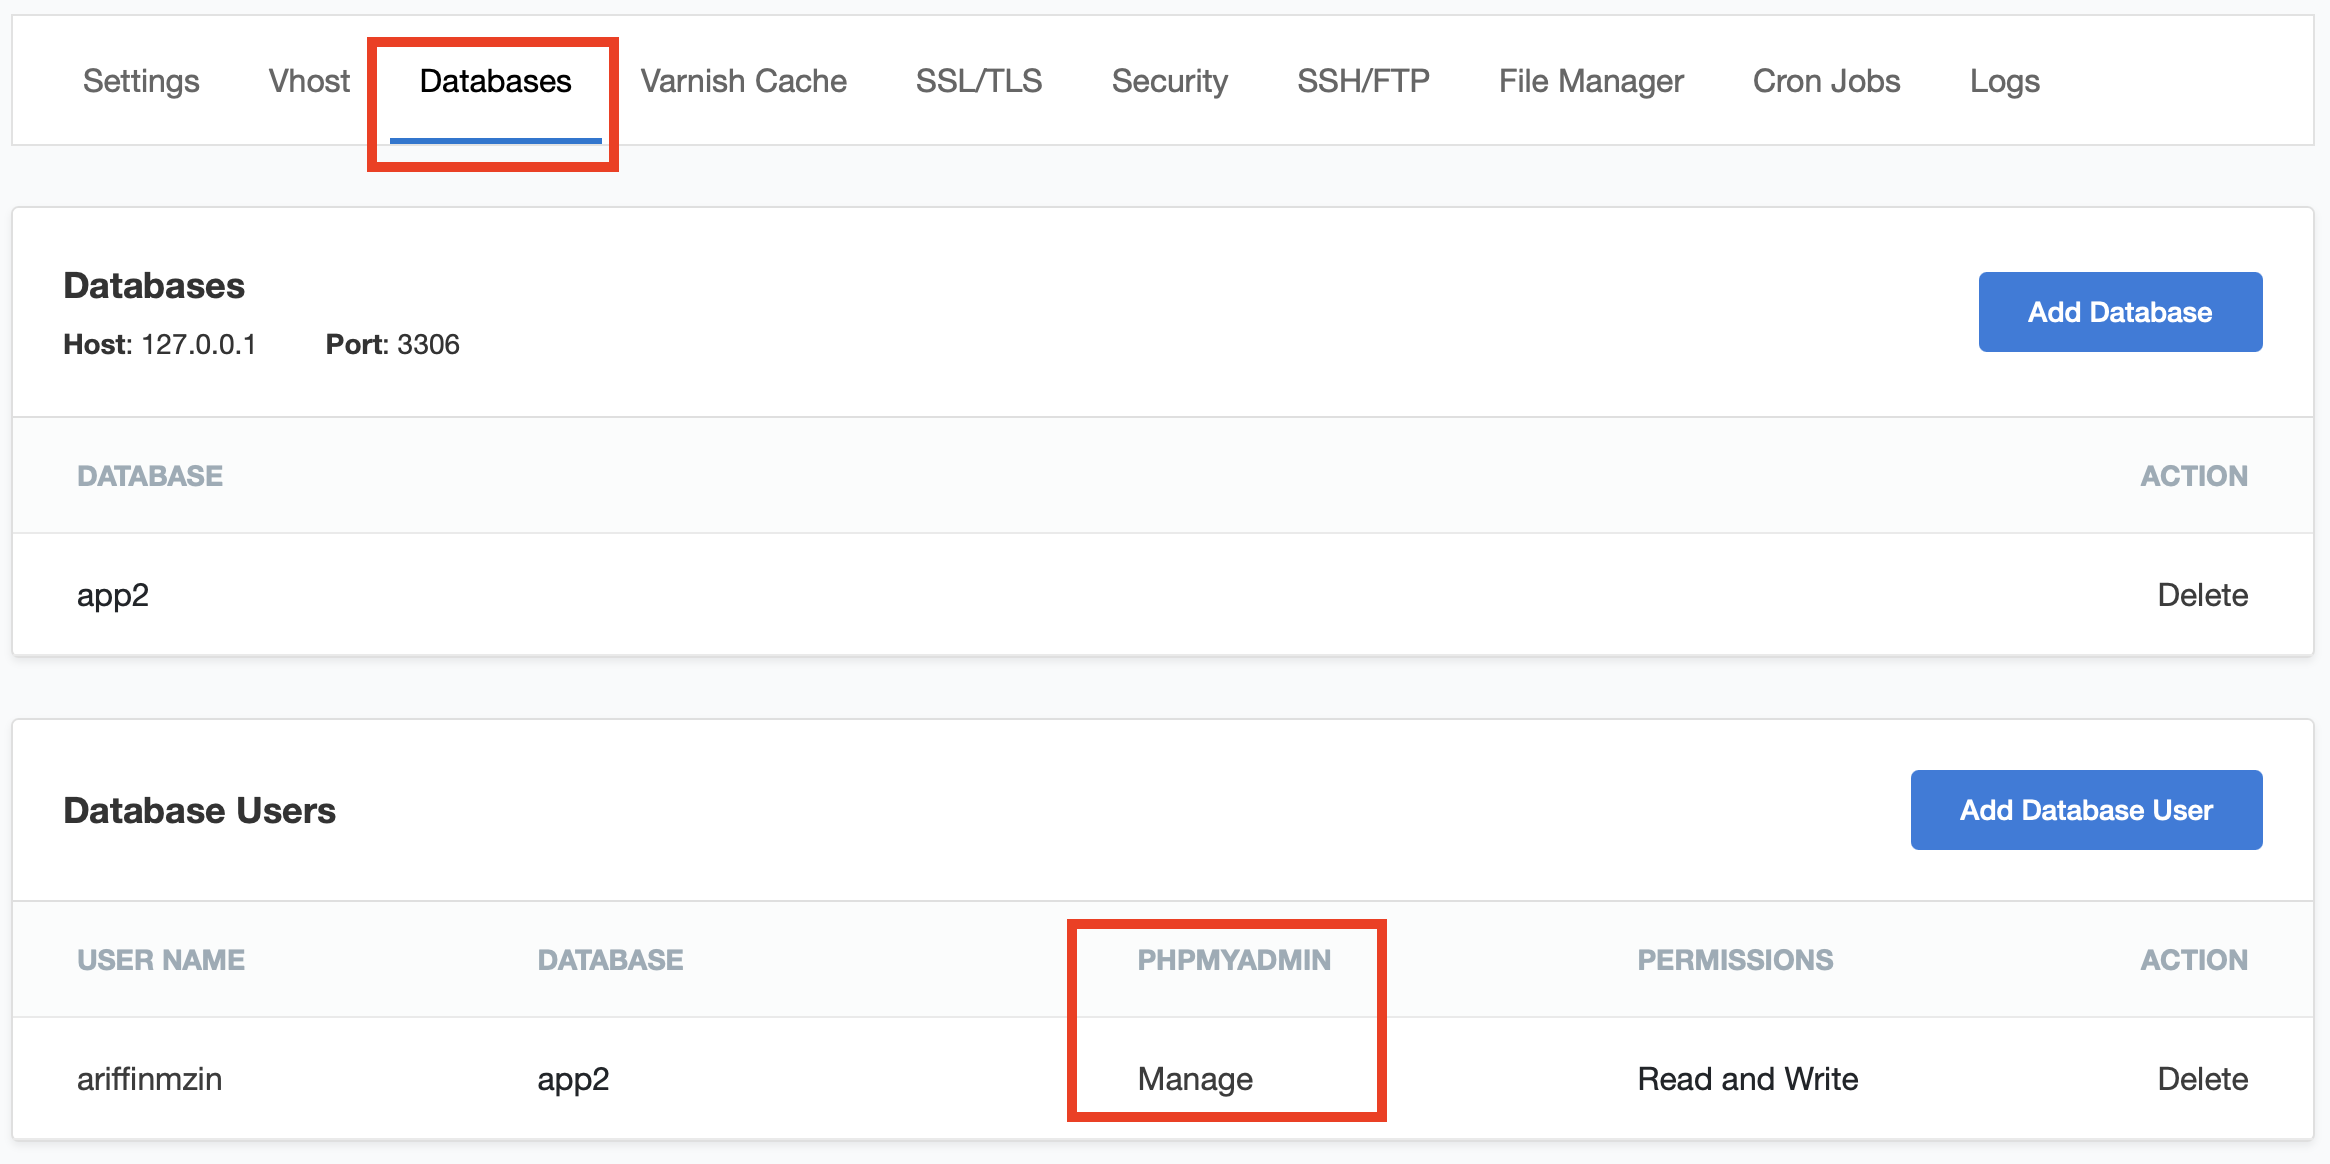 Settings Vhost Databases Varnish Cache SSL/TLS Security SSH/FTP File Manager Cron Jobs Logs
Databases
Add Database
Host: 127.0.0.1 Port: 3306
DATABASE ACTION
app2 Delete
Database Users Add Database User
USER NAME DATABASE PHPMYADMIN PERMISSIONS ACTION
ariffinmzin app2 Manage Read and Write Delete